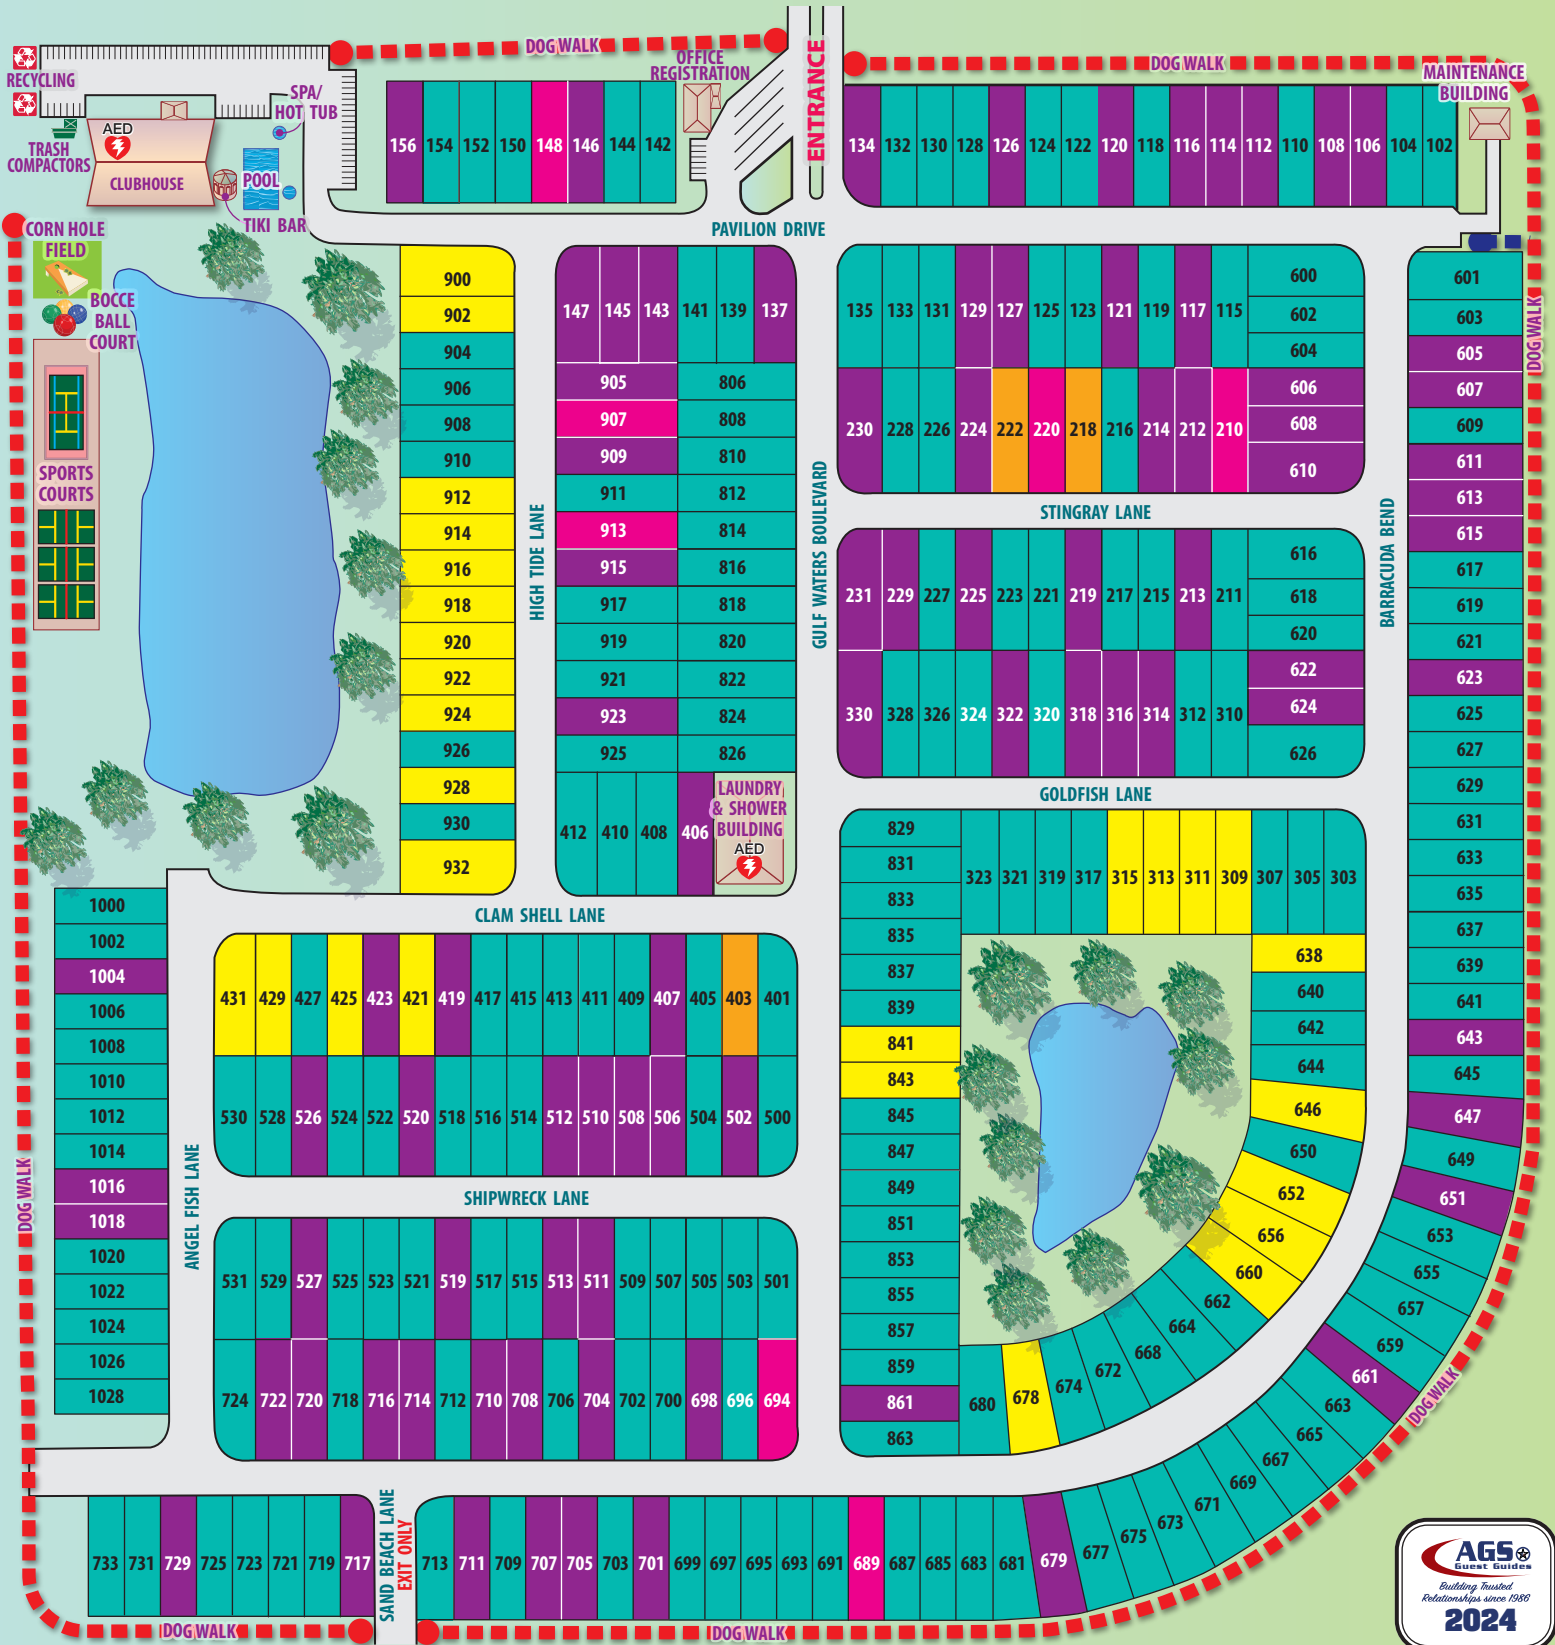 DOG WALK
OFFICE
REGISTRATION
ENTRANCE
DOG WALK
MAINTENANCE
BUILDING
RECYCLING
SPA/
HOT TUB
AED
TRASH
COMPACTORS
CLUBHOUSE
POOL
TIKI BAR
156 154 152 150 148 146 144 142
134 132 130 128 126 124 122 120 118 116 114 112 110 108 106 104 102
PAVILION DRIVE
CORN HOLE
FIELD
BOCCE
BALL
COURT
SPORTS
COURTS
900
902
904
906
908
910
912
914
916
918
920
922
924
926
928
930
932
HIGH TIDE LANE
147 145 143 141 139 137
905 806
907 808
909 810
911 812
913 814
915 816
917 818
919 820
921 822
923 824
925 826
412 410 408 406
LAUNDRY
& SHOWER
BUILDING
AED
GULF WATERS BOULEVARD
135 133 131 129 127 125 123 121 119 117 115
600
602
604
230 228 226 224 222 220 218 216 214 212 210
606
608
610
STINGRAY LANE
231 229 227 225 223 221 219 217 215 213 211
616
618
620
330 328 326 324 322 320 318 316 314 312 310
622
624
626
GOLDFISH LANE
BARRACUDA BEND
601
603
605
607
609
611
613
615
617
619
621
623
625
627
629
631
633
635
637
639
641
643
645
647
649
651
653
655
657
659
661
663
665
667
669
671
673
675
677
679
DOG WALK
DOG WALK
829
831
833
835
837
839
841
843
845
847
849
851
853
855
857
859
861
863
323 321 319 317 315 313 311 309 307 305 303
638
640
642
644
646
650
652
656
660
662
664
668
672
674
678
680
CLAM SHELL LANE
431 429 427 425 423 421 419 417 415 413 411 409 407 405 403 401
530 528 526 524 522 520 518 516 514 512 510 508 506 504 502 500
SHIPWRECK LANE
531 529 527 525 523 521 519 517 515 513 511 509 507 505 503 501
724 722 720 718 716 714 712 710 708 706 704 702 700 698 696 694
1000
1002
1004
1006
1008
1010
1012
1014
1016
1018
1020
1022
1024
1026
1028
ANGEL FISH LANE
DOG WALK
733 731 729 725 723 721 719 717
SAND BEACH LANE
EXIT ONLY
713 711 709 707 705 703 701 699 697 695 693 691 689 687 685 683 681
DOG WALK
DOG WALK
AGS
Guest Guides
Building Trusted
Relationships since 1986
2024